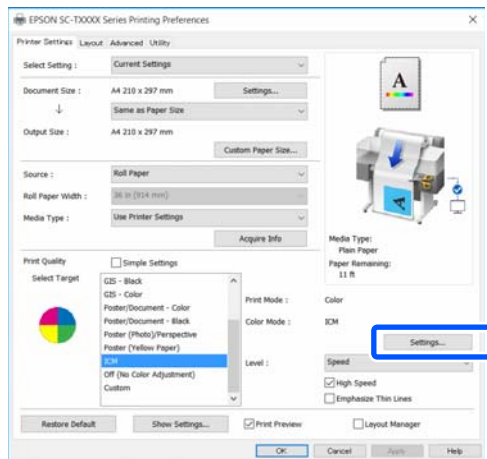 EPSON SC-TXXXX Series Printing Preferences
Printer Settings Layout Advanced Utility
Select Setting : Current Settings
Document Size : A4 210 x 297 mm Settings...
Same as Paper Size
Output Size : A4 210 x 297 mm
Custom Paper Size...
Source : Roll Paper
Roll Paper Width : 36 in (914 mm)
Media Type : Use Printer Settings
Acquire Info
A
Media Type:
Plain Paper
Paper Remaining:
11 ft
Print Quality Simple Settings
Select Target
GIS - Black
GIS - Color
Poster/Document - Color
Poster/Document - Black
Poster (Photo)/Perspective
Poster (Yellow Paper)
ICM
Off (No Color Adjustment)
Custom
Print Mode : Color
Color Mode : ICM
Settings...
Level : Speed
High Speed
Emphasize Thin Lines
Restore Default Show Settings... Print Preview Layout Manager
OK Cancel Apply Help